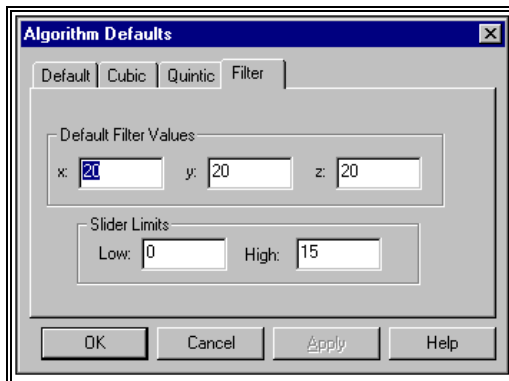 Algorithm Defaults
Default Cubic Quintic Filter
Default Filter Values
x: 20 y: 20 z: 20
Slider Limits
Low: 0 High: 15
OK Cancel Apply Help